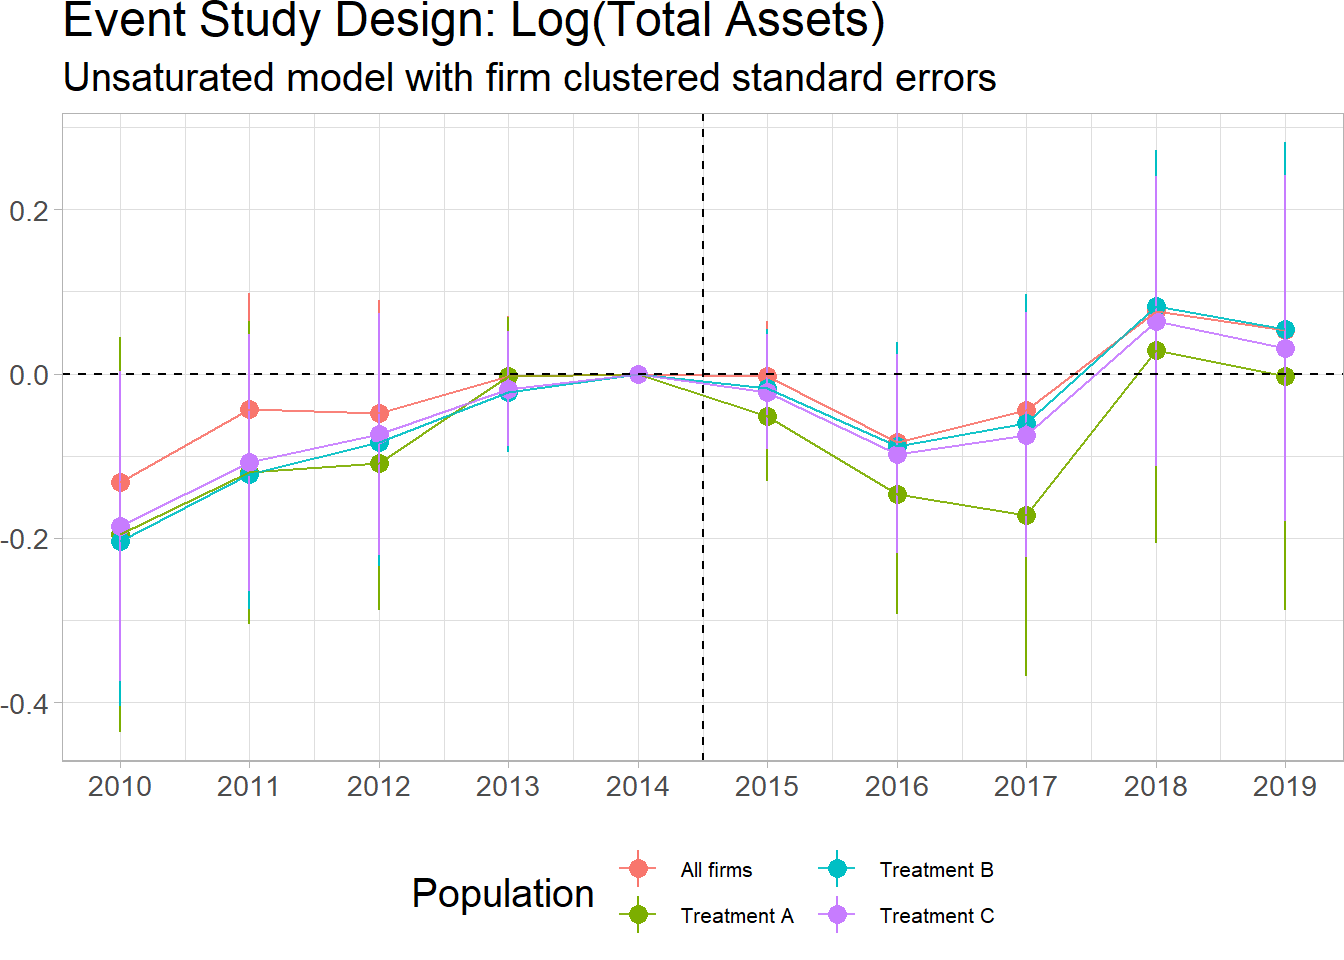 Event Study Design: Log(Total Assets)
Unsaturated model with firm clustered standard errors
0.2
0.0
-0.2
-0.4
2010 2011 2012 2013 2014 2015 2016 2017 2018 2019
Population
All firms
Treatment A
Treatment B
Treatment C